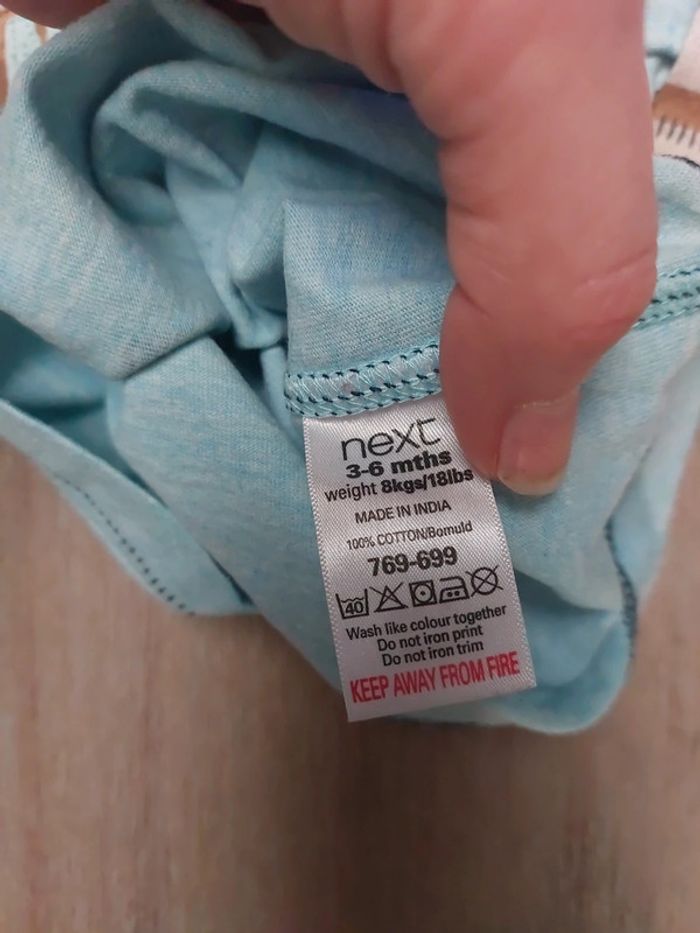 next
3-6 mths
weight 8kgs/18lbs
MADE IN INDIA
100% COTTON/Bomuld
769-699
40
Wash like colour together
Do not iron print
Do not iron trim
KEEP AWAY FROM FIRE